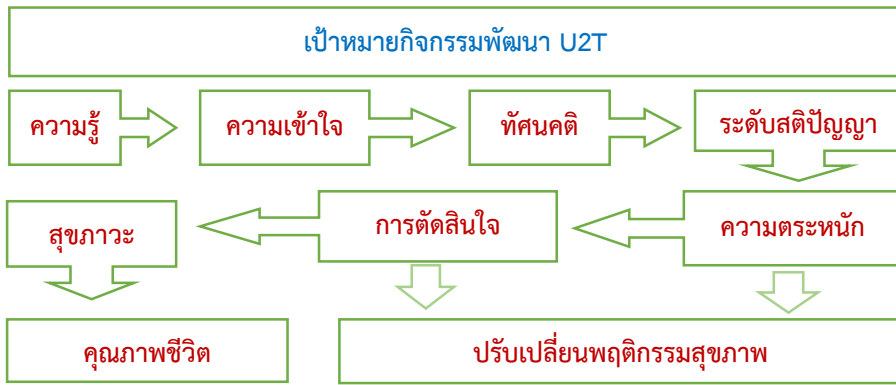 เป้าหมายกิจกรรมพัฒนา U2T
ความรู้
ความเข้าใจ
ทัศนคติ
ระดับสติปัญญา
สุขภาวะ
การตัดสินใจ
ความตระหนัก
คุณภาพชีวิต
ปรับเปลี่ยนพฤติกรรมสุขภาพ